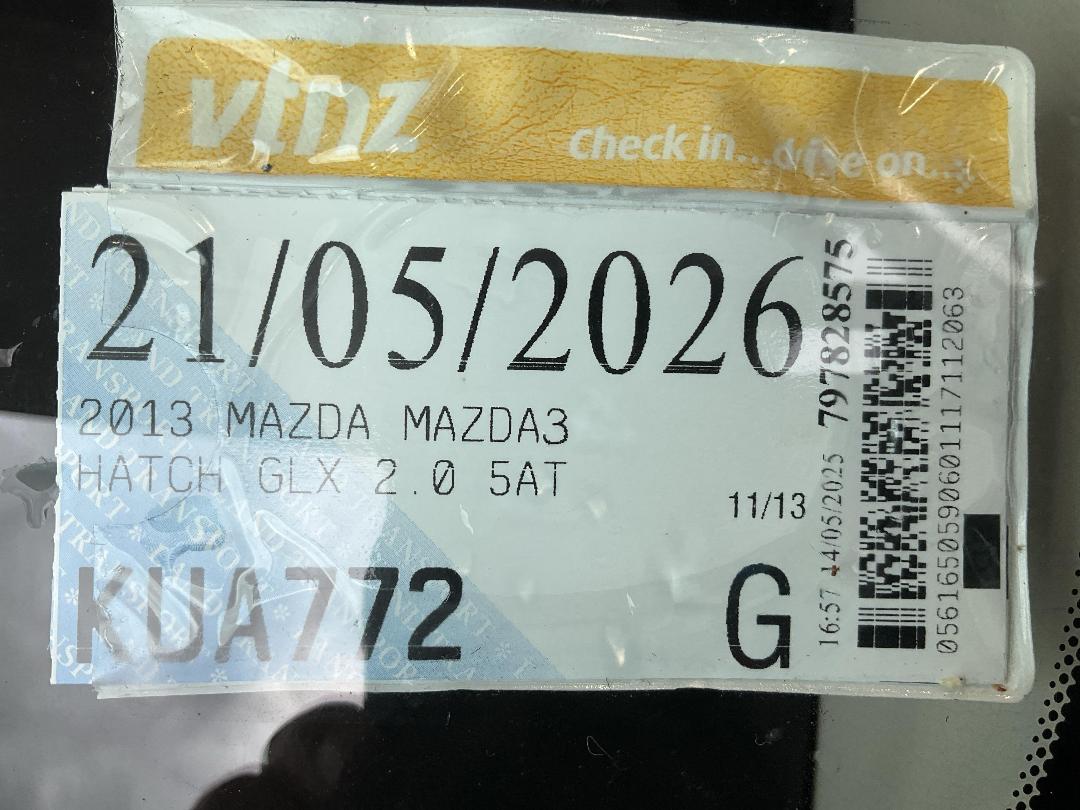 vtnz
Check in...drive on...
21/05/2026
2013 MAZDA MAZDA3
HATCH GLX 2.0 5AT
11/13
KUA772
G
797828575
16:57 14/05/2025
0561650590601117112063